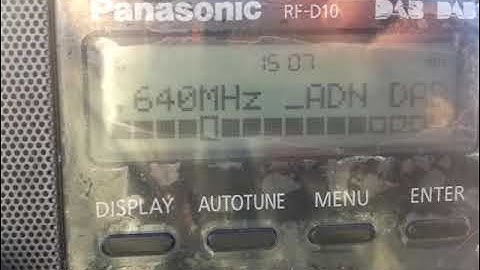 Panasonic RF-D10 DAB DAB
15 07
.640MHz _ADN DAB
DISPLAY AUTOTUNE MENU ENTER